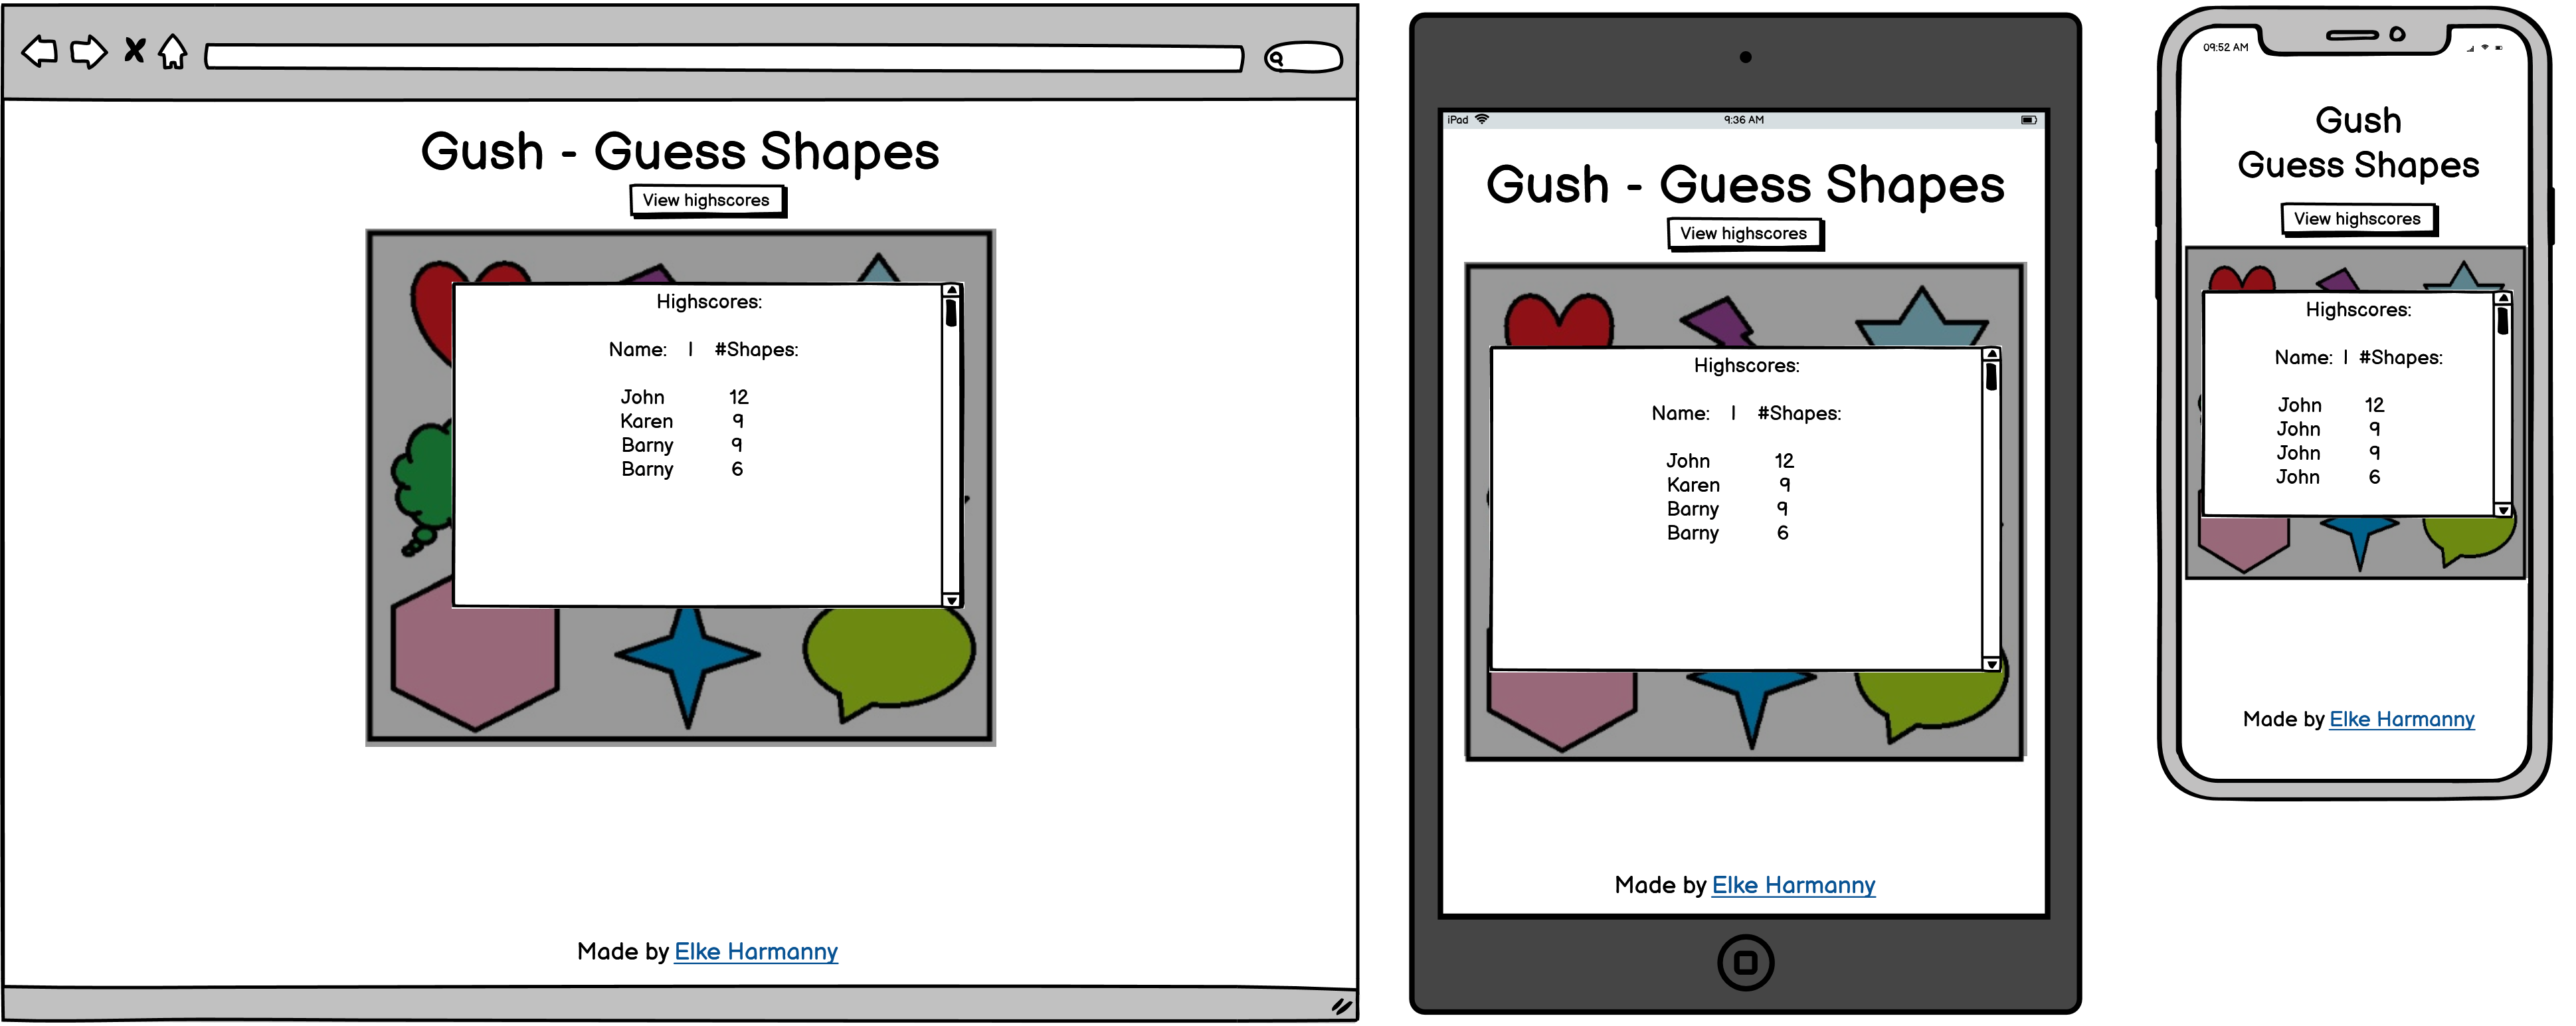 Gush - Guess Shapes
View highscores
Highscores:
Name: | #Shapes:
John 12
Karen 9
Barny 9
Barny 6
Made by Elke Harmanny
iPad 9:36 AM
Gush - Guess Shapes
View highscores
Highscores:
Name: | #Shapes:
John 12
Karen 9
Barny 9
Barny 6
Made by Elke Harmanny
09:52 AM
Gush
Guess Shapes
View highscores
Highscores:
Name: | #Shapes:
John 12
John 9
John 9
John 6
Made by Elke Harmanny